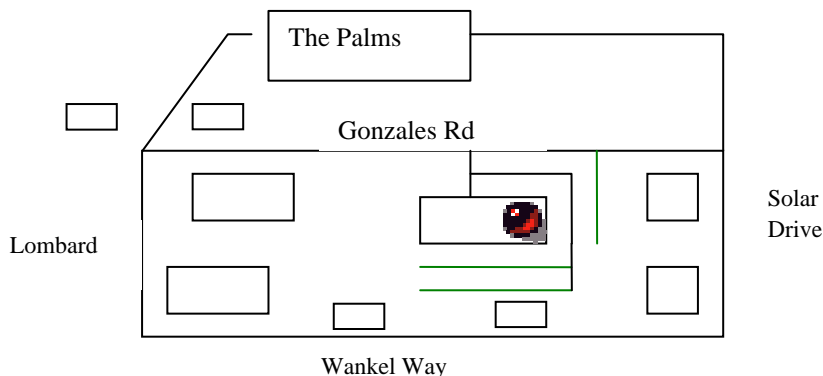 The Palms
Gonzales Rd
Solar
Drive
Lombard
Wankel Way